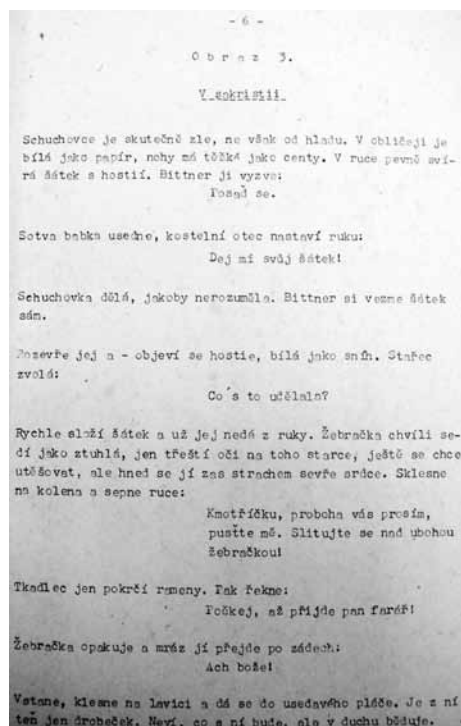 - 6 -
O b r a z 3.
V sakristii
Schuchovce je skutečně zle, ne však od hladu. V obličeji je
bílá jako papír, nohy má těžké jako centy. V ruce pevně sví-
rá šátek s hostií. Bittner ji vyzve:
Posaď se.
Sotva babka usedne, kostelní otec nastaví ruku:
Dej mi svůj šátek!
Schuchovka dělá, jakoby nerozuměla. Bittner si vezme šátek
sám.
Pozevře jej a - objeví se hostie, bílá jako sníh. Stařec
zvolá:
Co´s to udělala?
Rychle složí šátek a už jej nedá z ruky. Žebračka chvíli se-
dí jako ztuhlá, jen třeští oči na toho starce, ještě se chce
utěšovat, ale hned se jí zas strachem sevře srdce. Sklesne
na kolena a sepne ruce:
Kmotříčku, proboha vás prosím,
pusťte mě. Slitujte se nad ubohou
žebračkou!
Tkadlec jen pokrčí rameny. Pak řekne:
Počkej, až přijde pan farář!
Žebračka opakuje a mráz jí přejde po zádech:
Ach bože!
Vstane, klesne na lavici a dá se do usedavého pláče. Je z ní
teň jen drobeček. Neví, co s ní bude, ale v duchu běduje.